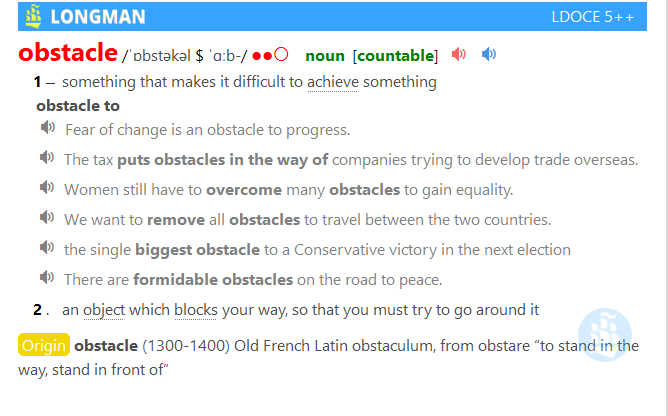 LONGMAN LDOCE 5++
obstacle /ˈɒbstəkəl $ ˈɑːb-/ ●●○ noun [countable]
1 – something that makes it difficult to achieve something
obstacle to
Fear of change is an obstacle to progress.
The tax puts obstacles in the way of companies trying to develop trade overseas.
Women still have to overcome many obstacles to gain equality.
We want to remove all obstacles to travel between the two countries.
the single biggest obstacle to a Conservative victory in the next election
There are formidable obstacles on the road to peace.
2 . an object which blocks your way, so that you must try to go around it
Origin obstacle (1300-1400) Old French Latin obstaculum, from obstare “to stand in the
way, stand in front of”